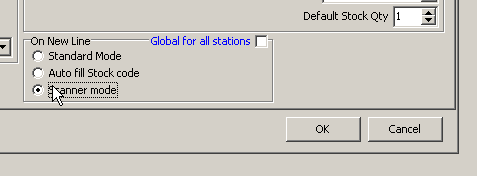 Default Stock Qty 1
On New Line Global for all stations
Standard Mode
Auto fill Stock code
Scanner mode
OK Cancel